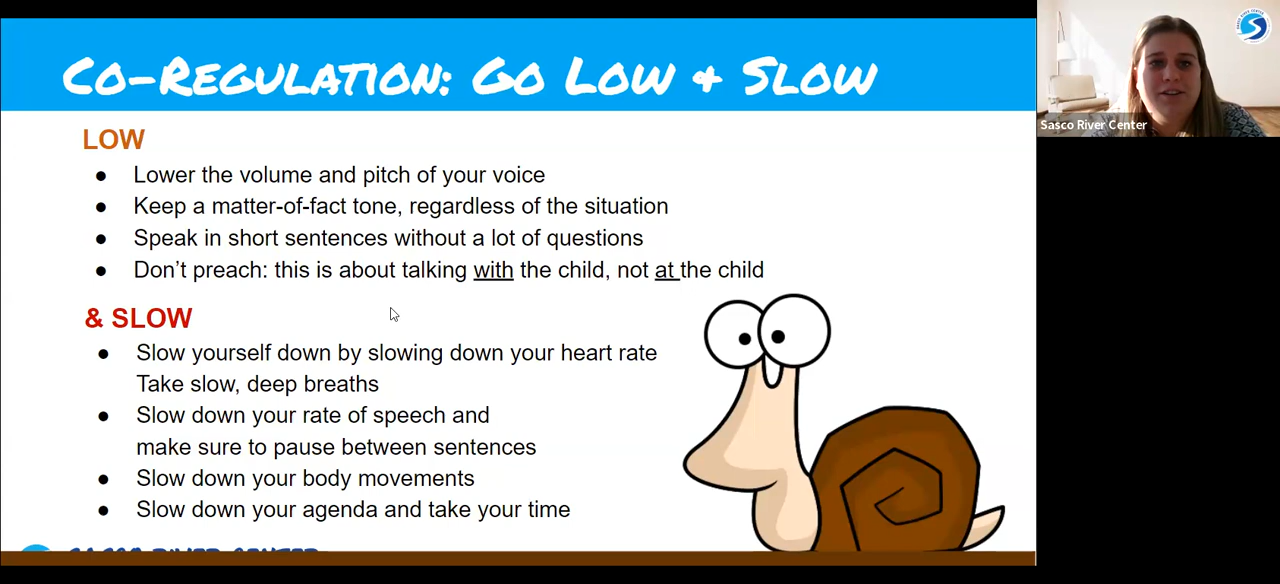 Co-Regulation: Go Low & Slow
LOW
● Lower the volume and pitch of your voice
● Keep a matter-of-fact tone, regardless of the situation
● Speak in short sentences without a lot of questions
● Don't preach: this is about talking with the child, not at the child
& SLOW
● Slow yourself down by slowing down your heart rate
Take slow, deep breaths
● Slow down your rate of speech and
make sure to pause between sentences
● Slow down your body movements
● Slow down your agenda and take your time
SASCO RIVER CENTER
Sasco River Center